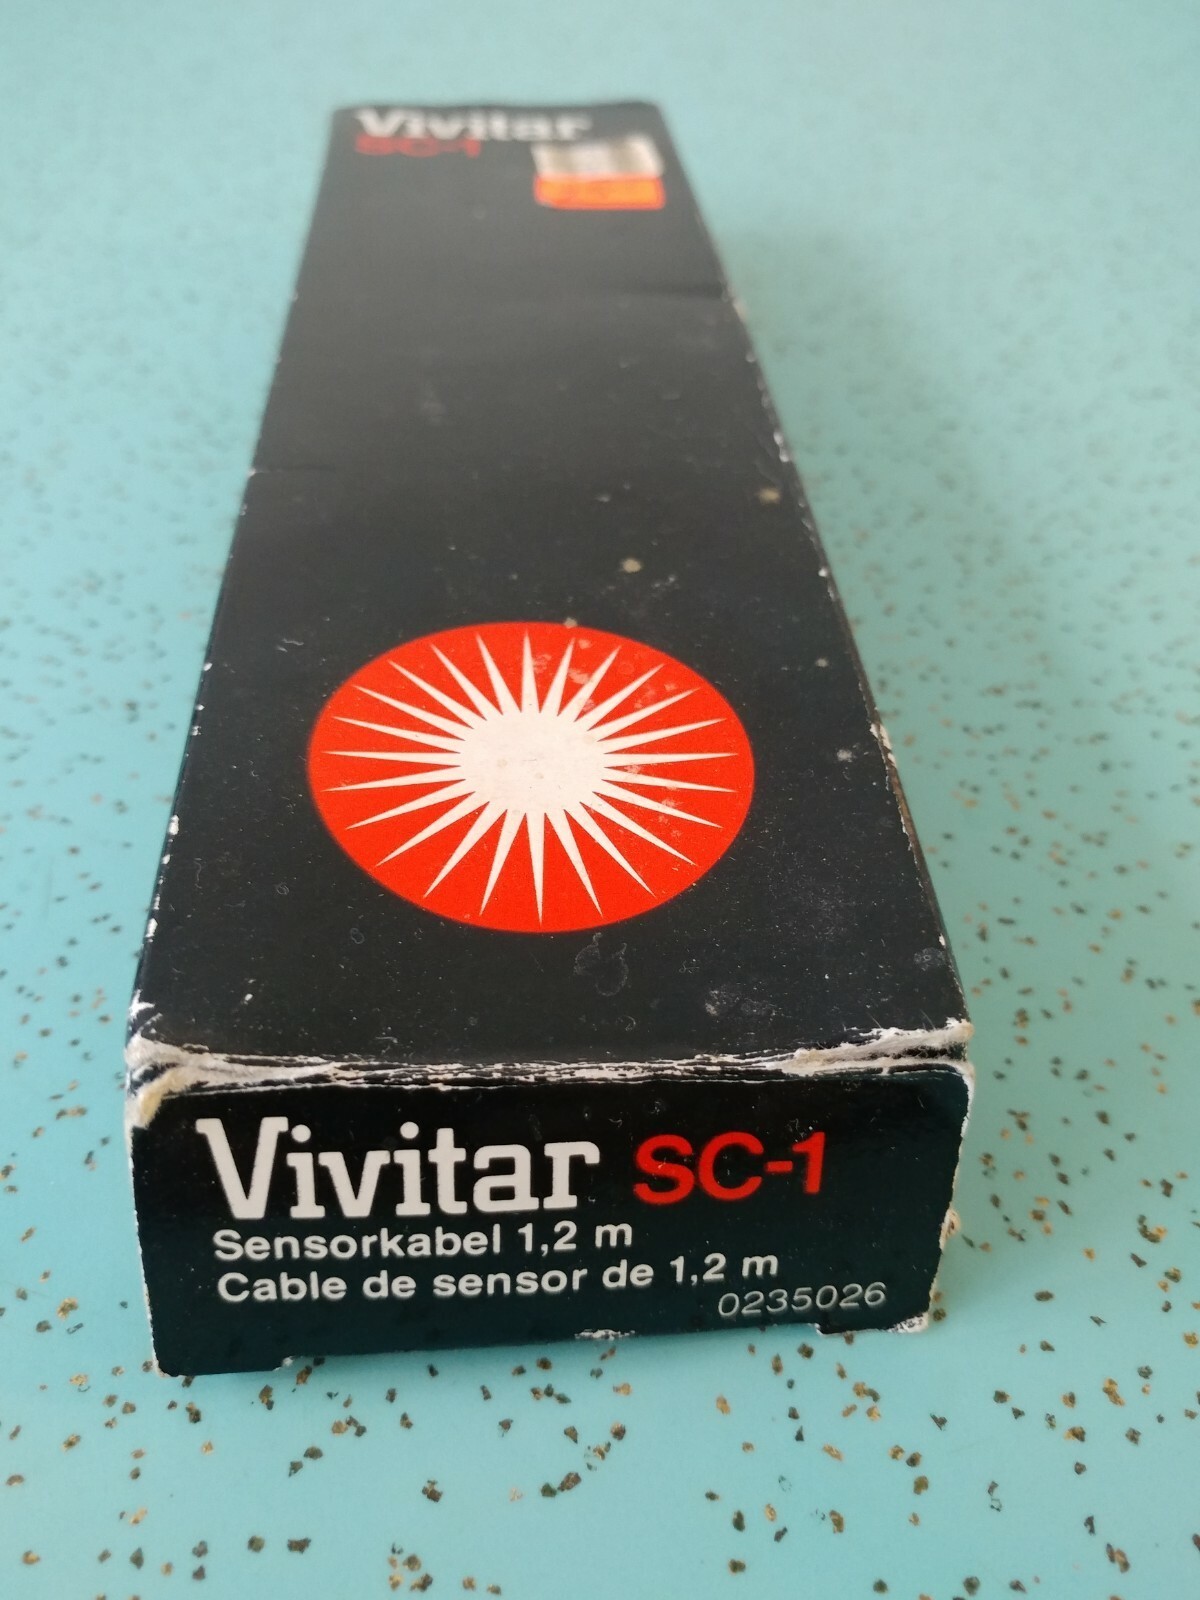 Vivitar
SC-1
Vivitar SC-1
Sensorkabel 1,2 m
Cable de sensor de 1,2 m
0235026